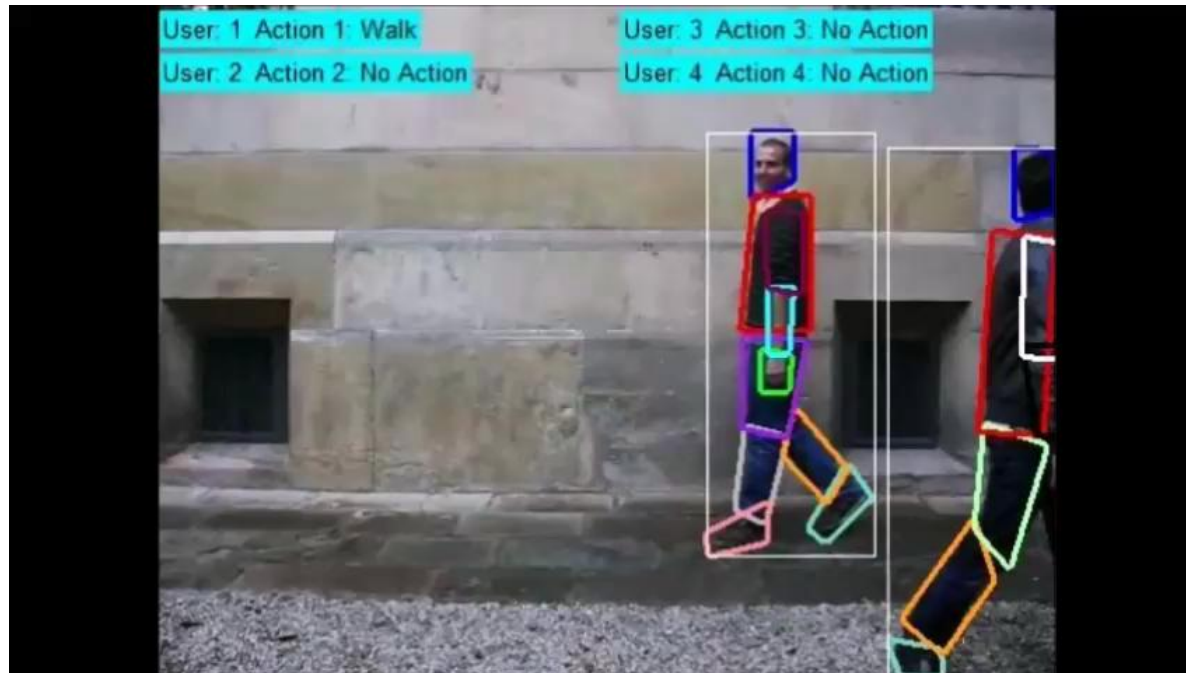 User: 1 Action 1: Walk
User: 2 Action 2: No Action
User: 3 Action 3: No Action
User: 4 Action 4: No Action